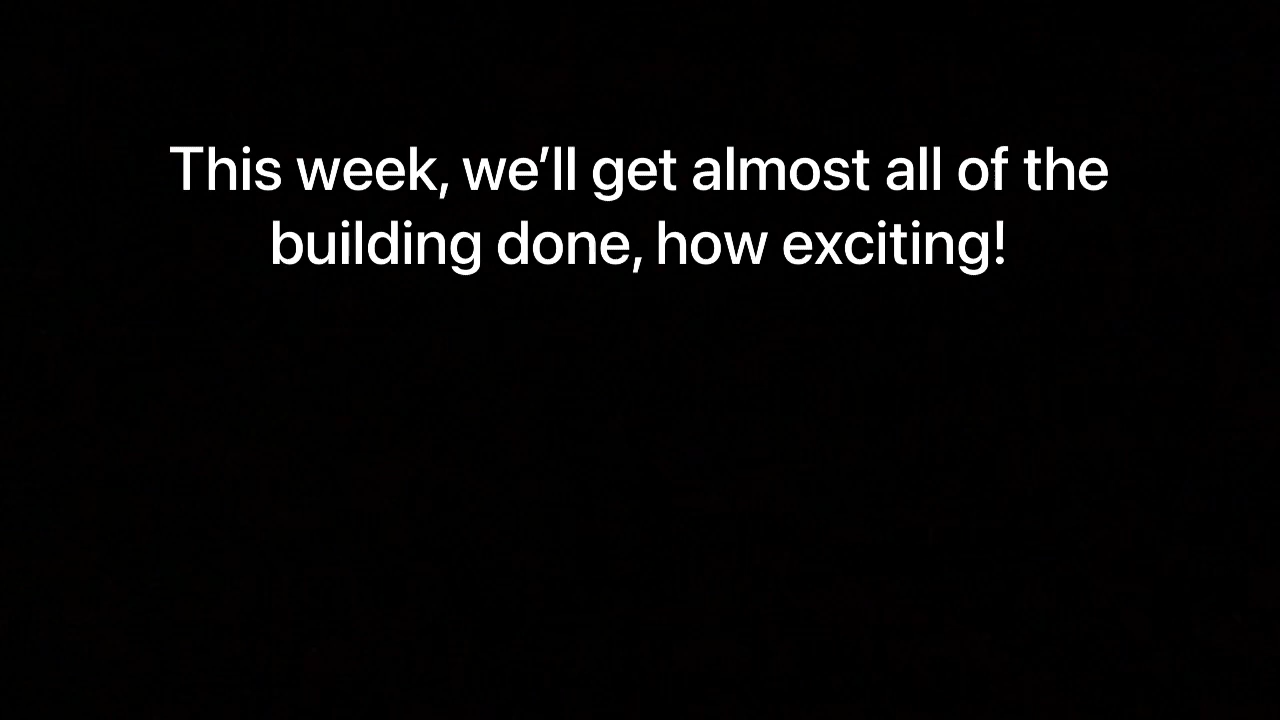 This week, we’ll get almost all of the
building done, how exciting!